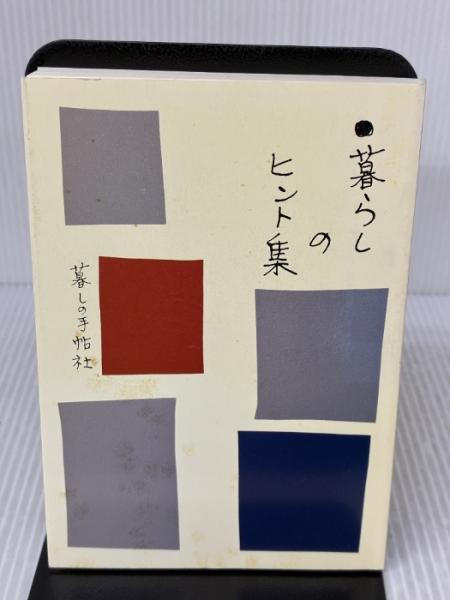 ●暮らし
の
ヒント集
暮しの手帖社